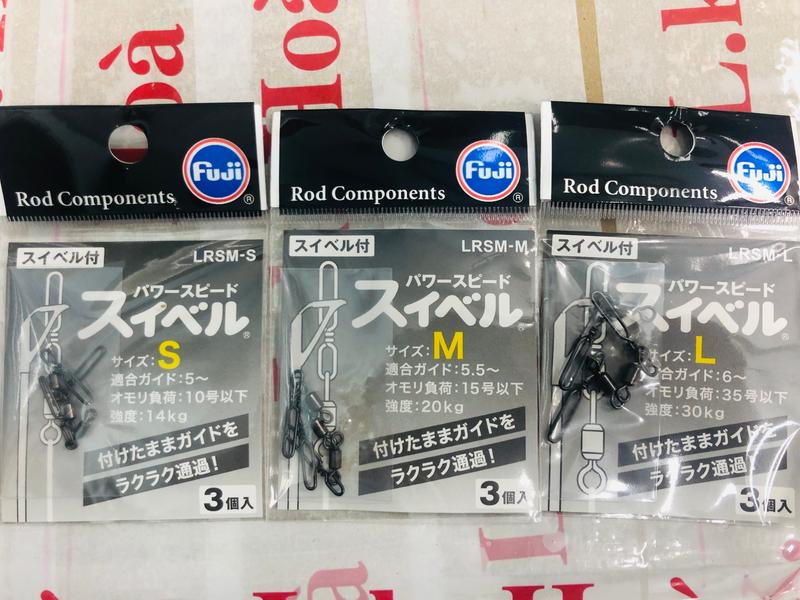 oà
Hoà
L.k
Fuji
Rod Components
®
スイベル付
LRSM-S
パワースピード
スイベル®
サイズ:S
適合ガイド:5〜
オモリ負荷:10号以下
強度:14kg
付けたままガイドを
ラクラク通過!
3個入
Fuji
Rod Components
®
スイベル付
LRSM-M
パワースピード
スイベル®
サイズ:M
適合ガイド:5.5〜
オモリ負荷:15号以下
強度:20kg
付けたままガイドを
ラクラク通過!
3個入
Fuji
Rod Components
®
スイベル付
LRSM-L
パワースピード
スイベル®
サイズ:L
適合ガイド:6〜
オモリ負荷:35号以下
強度:30kg
付けたままガイドを
ラクラク通過!
3個入